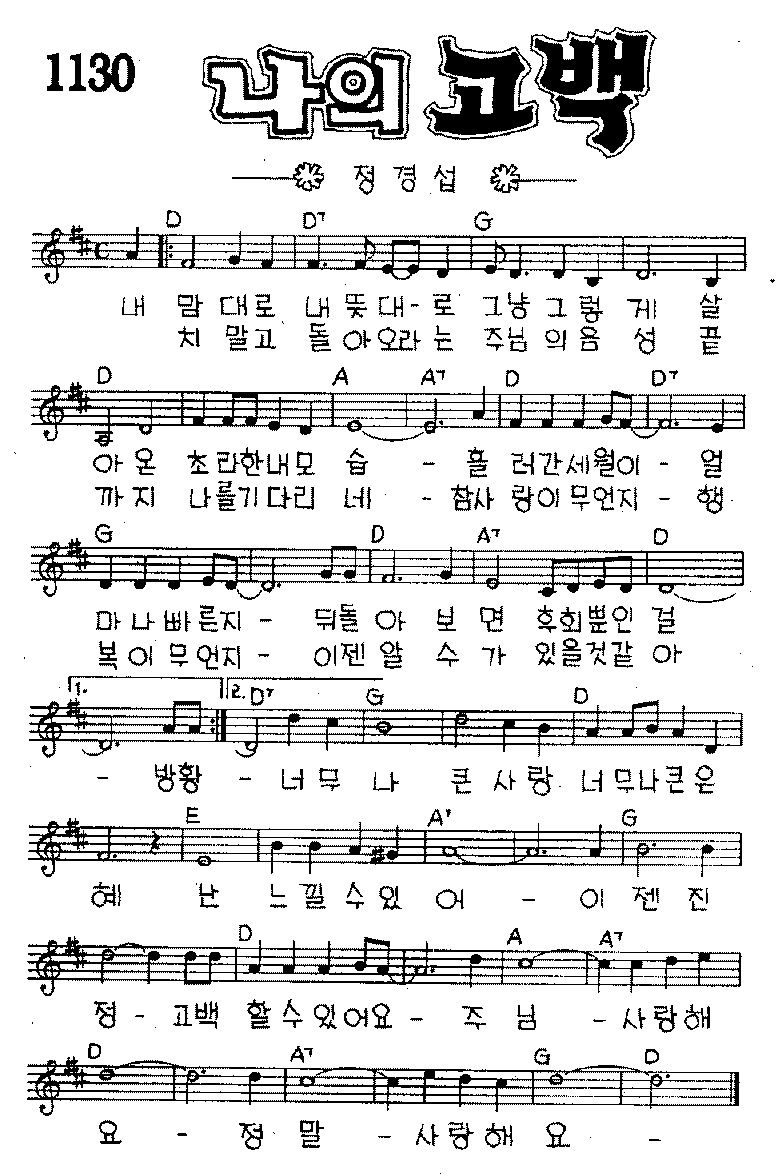 1130 나의 고백
정경섭
D D7 G
내 맘 대로 내 뜻 대-로 그냥 그렇 게 살
치 말고 돌 아오라는 주님 의음 성 끝
D A A7 D D7
아 온 초 라한내모 습 - 흘 러간세월이 - 얼
까 지 나를기다리 네 - 참사 랑이무언지 - 행
G D A7 D
마 나 빠 른지 - 뒤돌 아 보 면 후회뿐인 걸
복 이 무 언지 - 이젠 알 수 가 있을것같 아
1. 2. D7 G D
- 방황 - 너 무 나 큰 사 랑 너 무나큰은
E A7 G
혜 난 느 낄 수있 어 - 이 젠 진
D A A7
정 - 고백 할수있어요 - 주 님 - 사랑해
D A7 G D
요 - 정 말 - 사랑해 요 -